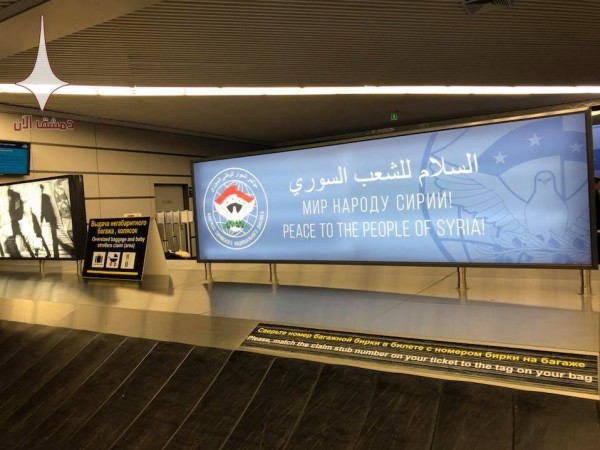 دمشق الآن
السلام للشعب السوري
МИР НАРОДУ СИРИИ!
PEACE TO THE PEOPLE OF SYRIA!
Выдача негабаритного
багажа, колясок
Oversized baggage and baby
strollers claim (area)
Сверьте номер багажной бирки в билете с номером бирки на багаже
Please, match the claim stub number on your ticket to the tag on your bag